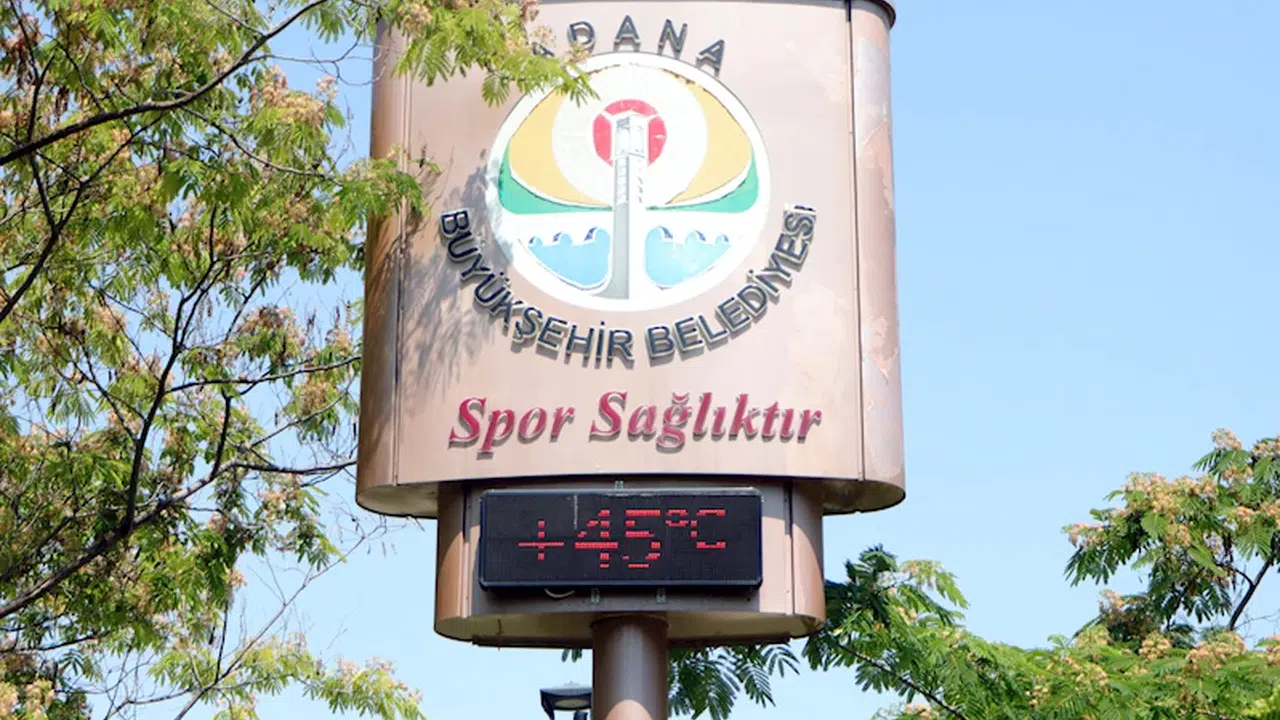 ADANA
BÜYÜKŞEHİR BELEDİYESİ
Spor Sağlıktır
+45°C